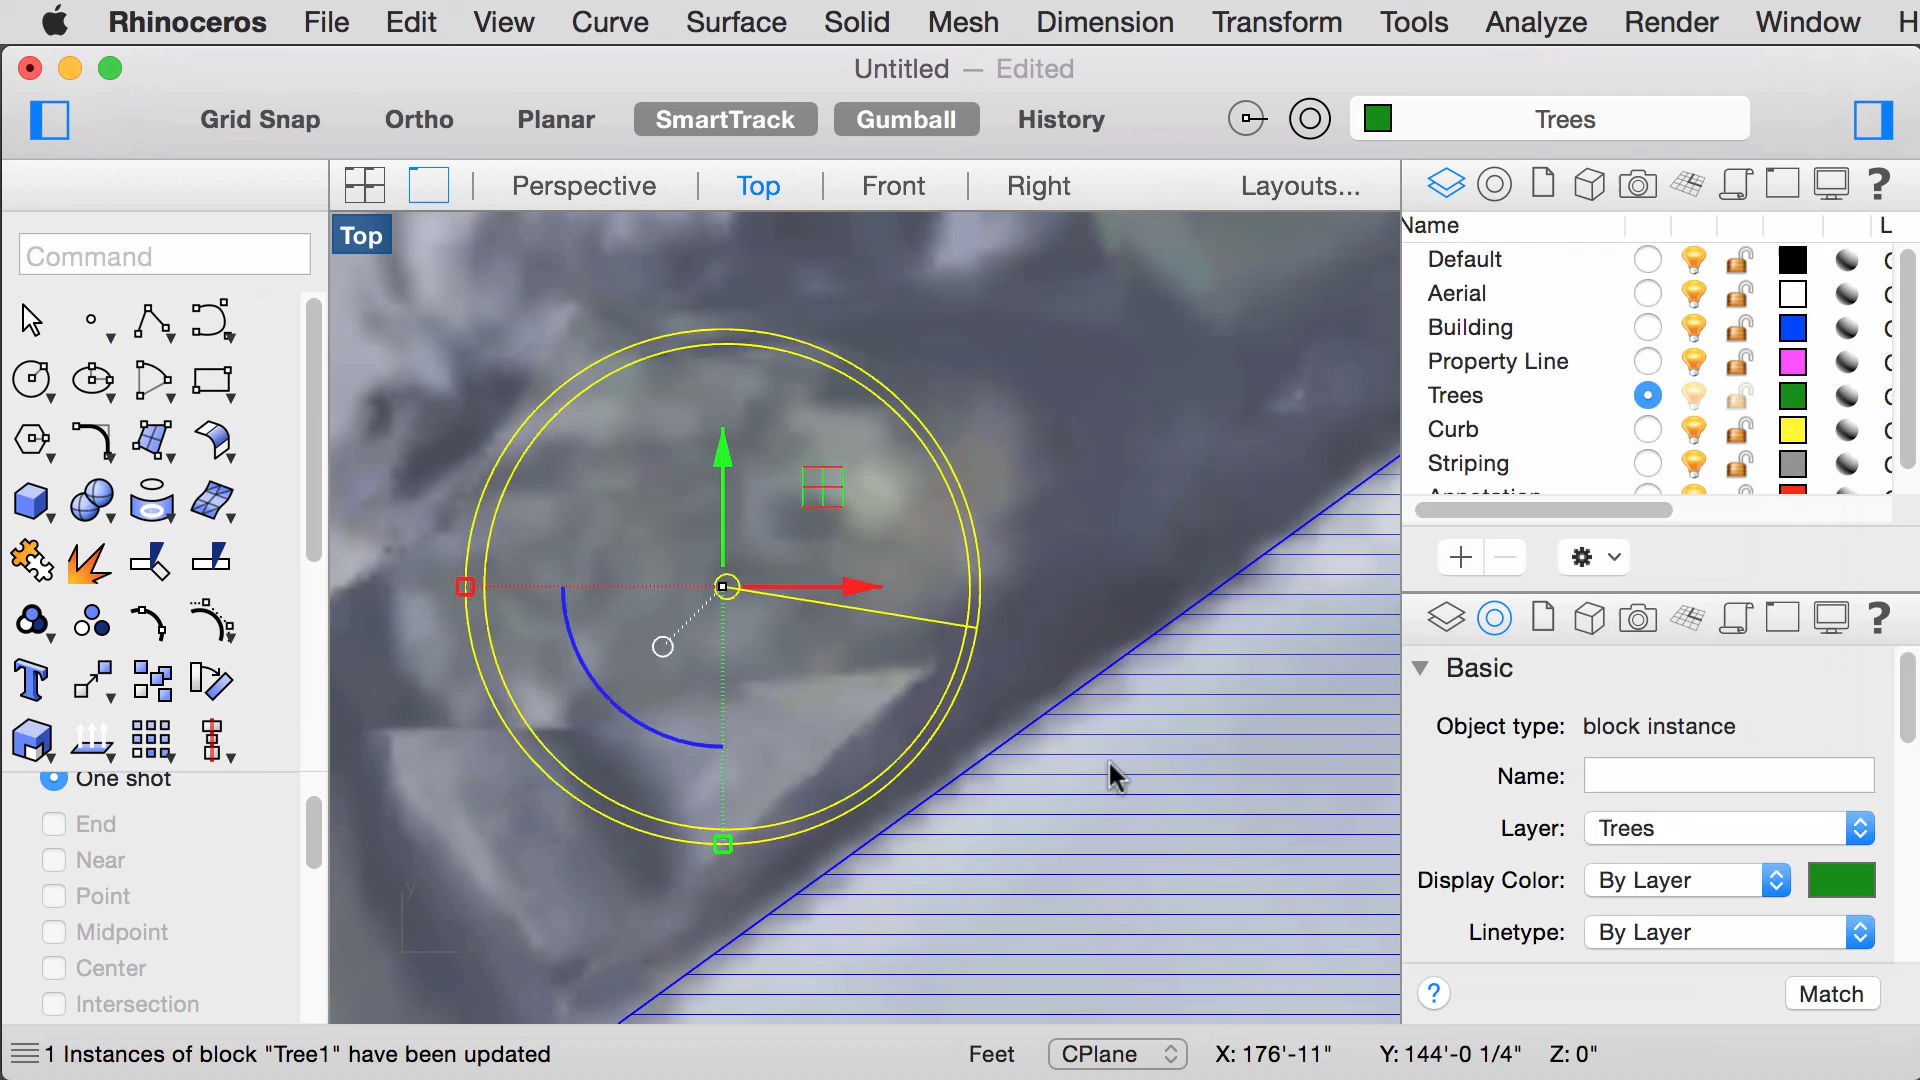 Rhinoceros File Edit View Curve Surface Solid Mesh Dimension Transform Tools Analyze Render Window H
Untitled — Edited
Grid Snap Ortho Planar SmartTrack Gumball History Trees
Perspective Top Front Right Layouts...
Top
Command
One shot
End
Near
Point
Midpoint
Center
Intersection
y
Name L
Default
Aerial
Building
Property Line
Trees
Curb
Striping
Annotation
Basic
Object type: block instance
Name:
Layer: Trees
Display Color: By Layer
Linetype: By Layer
? Match
1 Instances of block "Tree1" have been updated Feet CPlane X: 176'-11" Y: 144'-0 1/4" Z: 0"